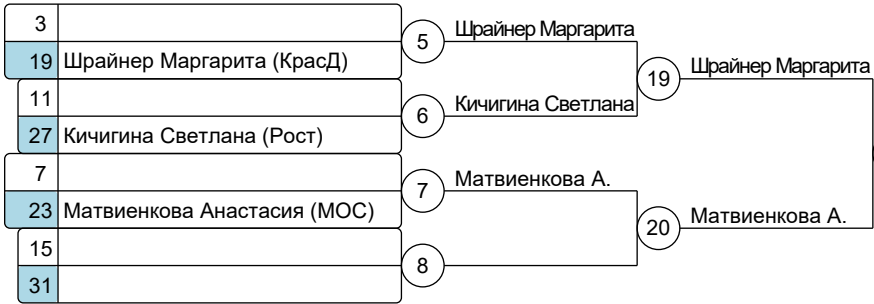 3
5
Шрайнер Маргарита
19 Шрайнер Маргарита (КрасД)
19
Шрайнер Маргарита
11
6
Кичигина Светлана
27 Кичигина Светлана (Рост)
7
7
Матвиенкова А.
23 Матвиенкова Анастасия (МОС)
20
Матвиенкова А.
15
8
31